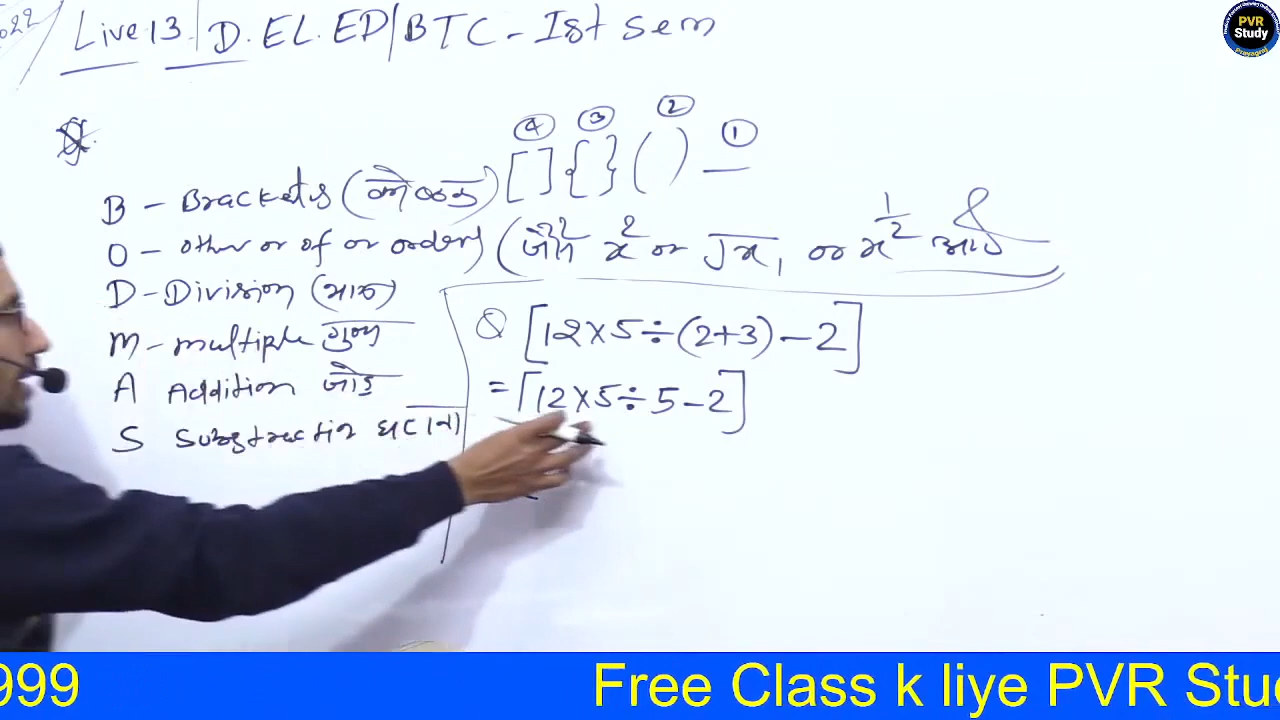 2022
Live 13 | D.EL.ED/BTC - Ist Sem
PVR
Study
Prayagraj
④ ③ ② ①
B - Brackets (कोष्ठक) [ ] { } ( ) —
O - other or of or orders (जैसे x² or √x, or x^1/2 आदि
D - Division (भाग)
M - multiple गुणा
A Addition जोड़
S Substraction घटाना
Q [12×5÷(2+3)-2]
= [12×5÷5-2]
999 Free Class k liye PVR Stu